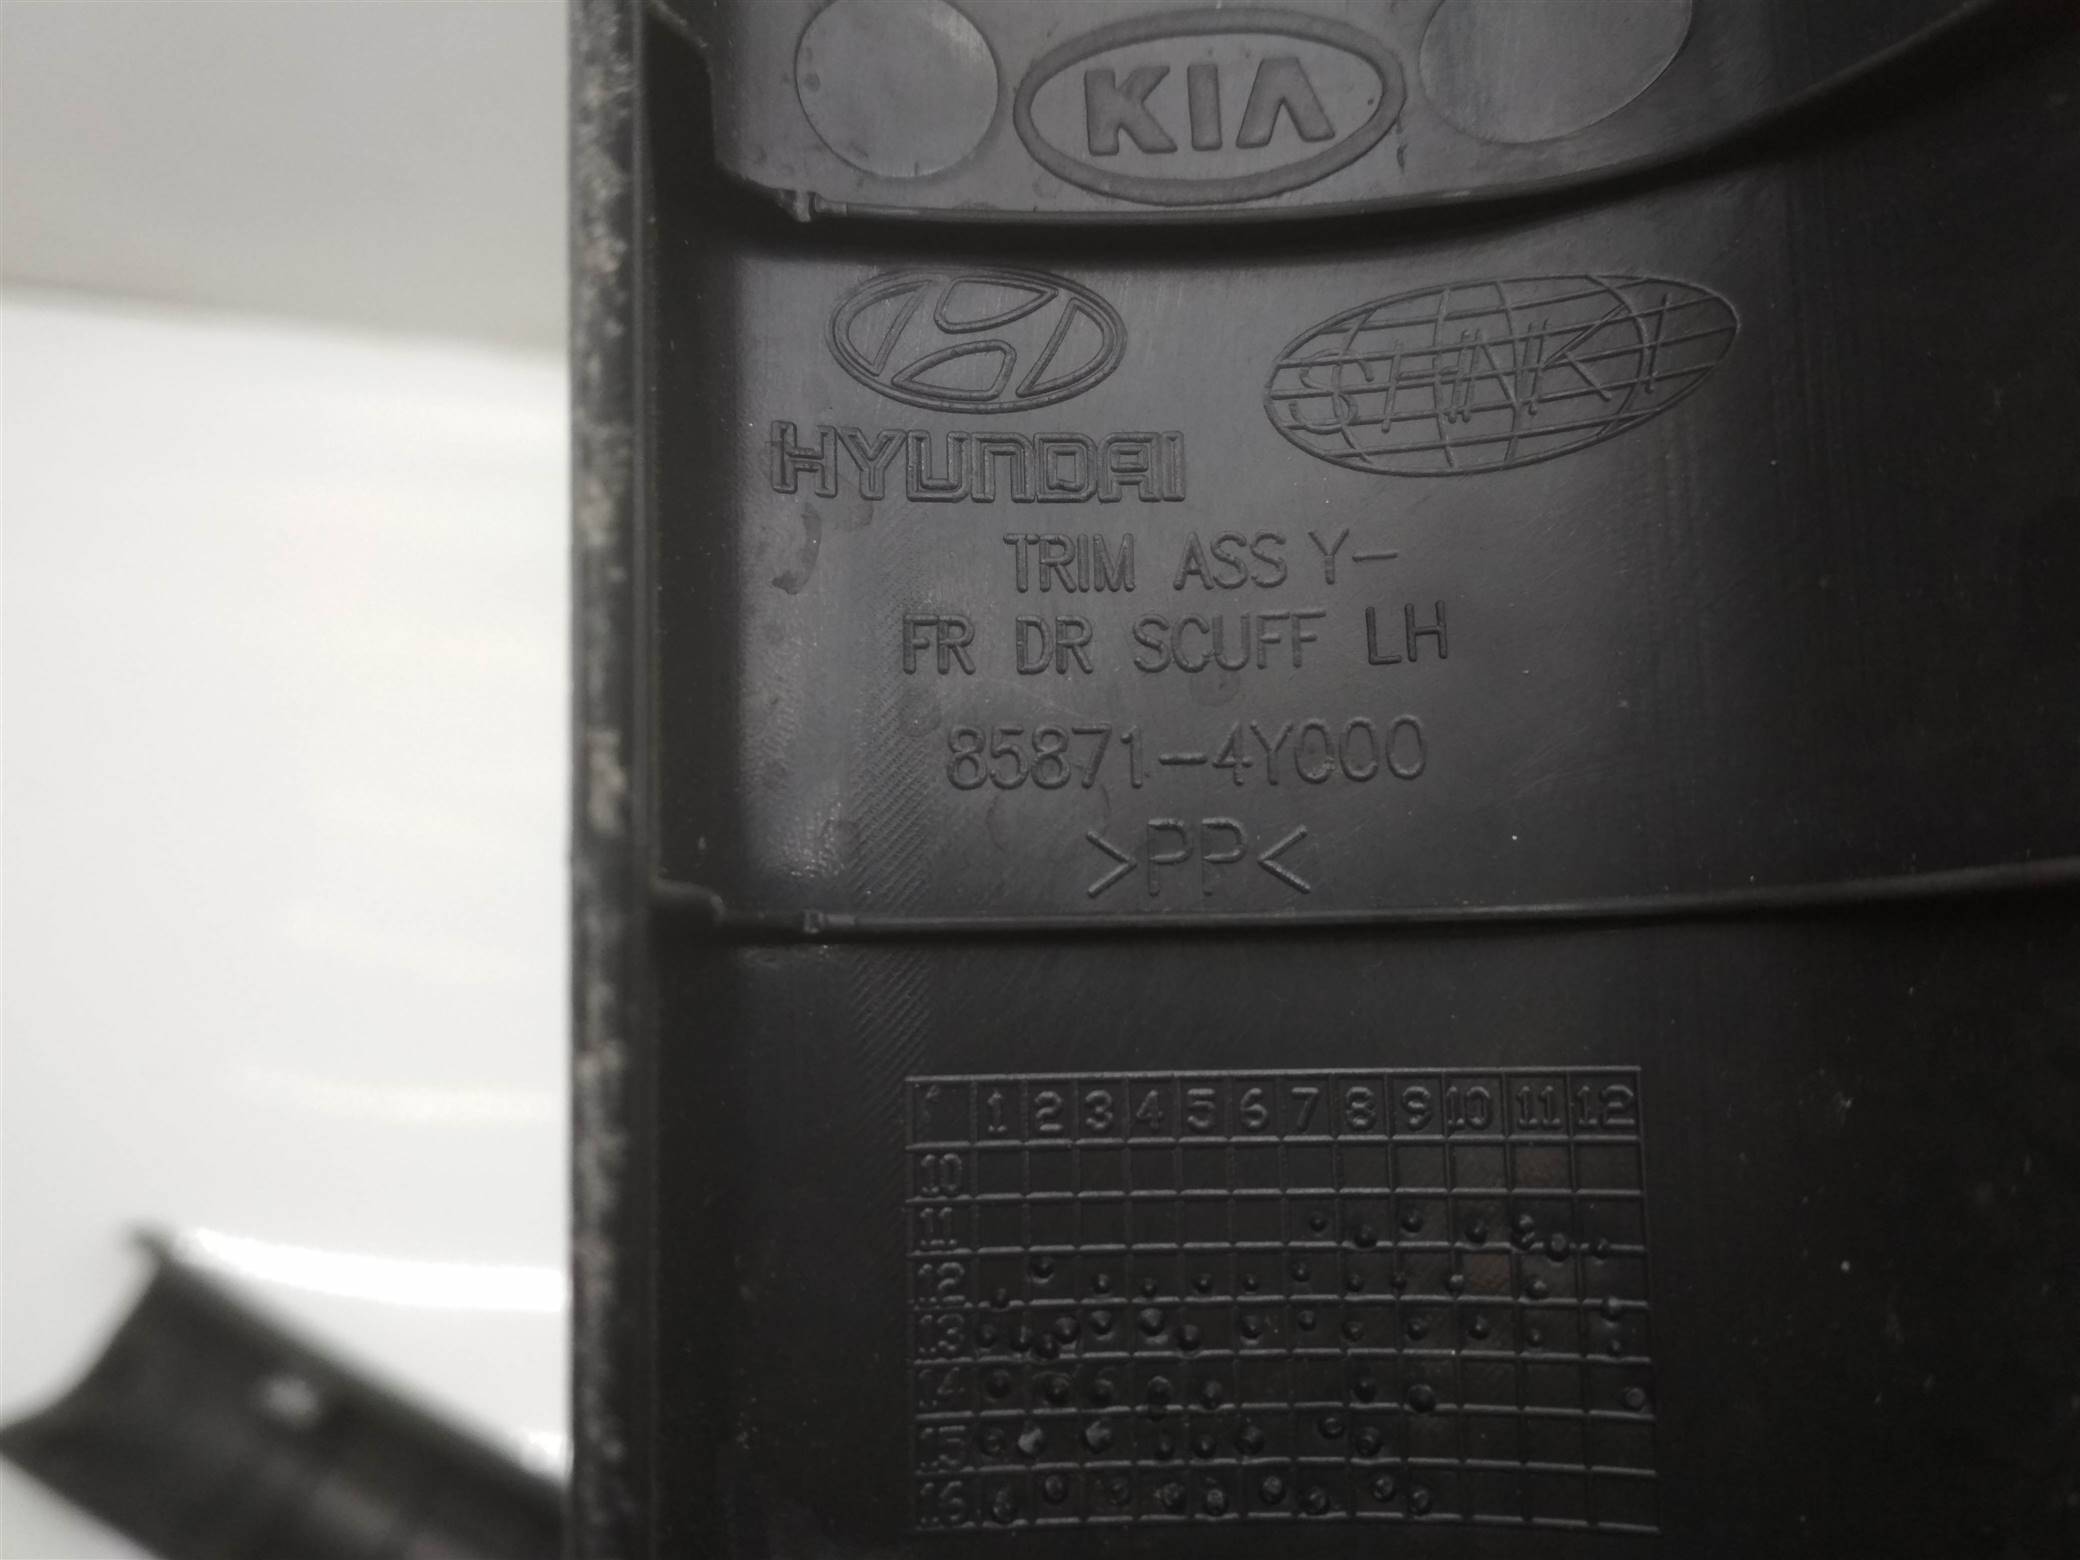 KIA
HYUNDAI
SHINKI
TRIM ASS Y-
FR DR SCUFF LH
85871-4Y000
>PP<
1 2 3 4 5 6 7 8 9 10 11 12
10
11
12
13
14
15
16